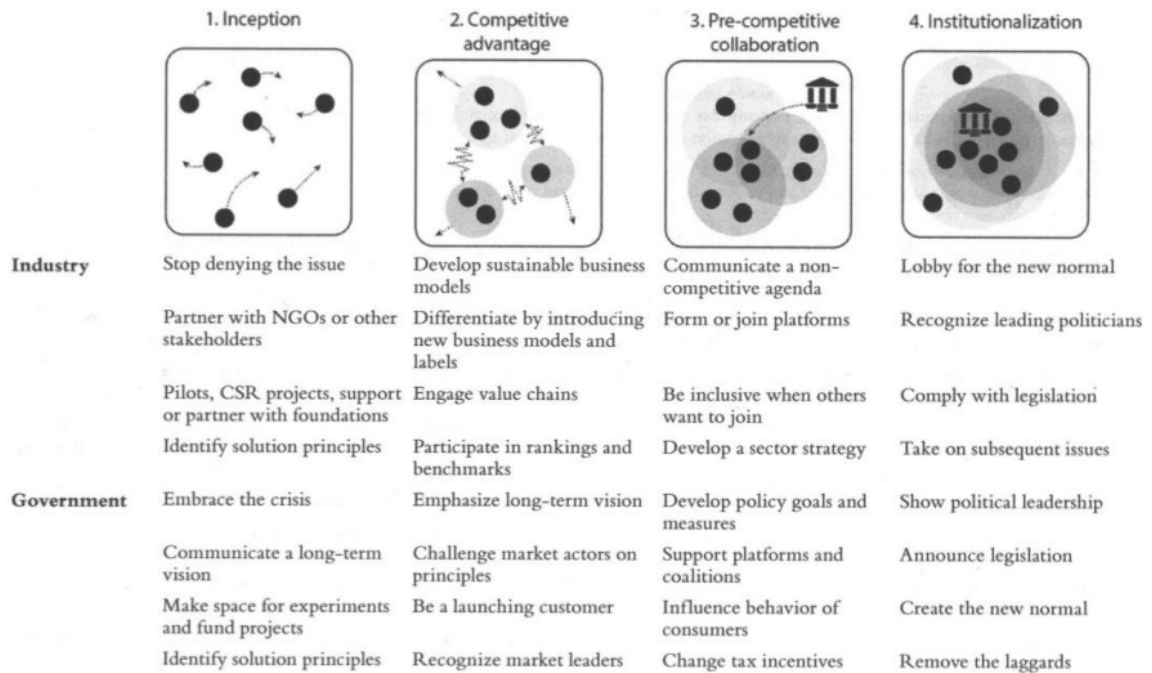 1. Inception
2. Competitive
advantage
3. Pre-competitive
collaboration
4. Institutionalization
Industry
Stop denying the issue
Develop sustainable business
models
Communicate a non-
competitive agenda
Lobby for the new normal
Partner with NGOs or other
stakeholders
Differentiate by introducing
new business models and
labels
Form or join platforms
Recognize leading politicians
Pilots, CSR projects, support
or partner with foundations
Engage value chains
Be inclusive when others
want to join
Comply with legislation
Identify solution principles
Participate in rankings and
benchmarks
Develop a sector strategy
Take on subsequent issues
Government
Embrace the crisis
Emphasize long-term vision
Develop policy goals and
measures
Show political leadership
Communicate a long-term
vision
Challenge market actors on
principles
Support platforms and
coalitions
Announce legislation
Make space for experiments
and fund projects
Be a launching customer
Influence behavior of
consumers
Create the new normal
Identify solution principles
Recognize market leaders
Change tax incentives
Remove the laggards